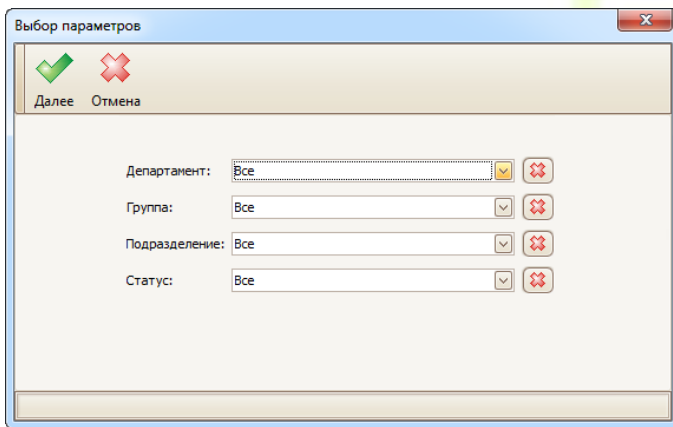 Выбор параметров
Далее Отмена
Департамент: Все
Группа: Все
Подразделение: Все
Статус: Все